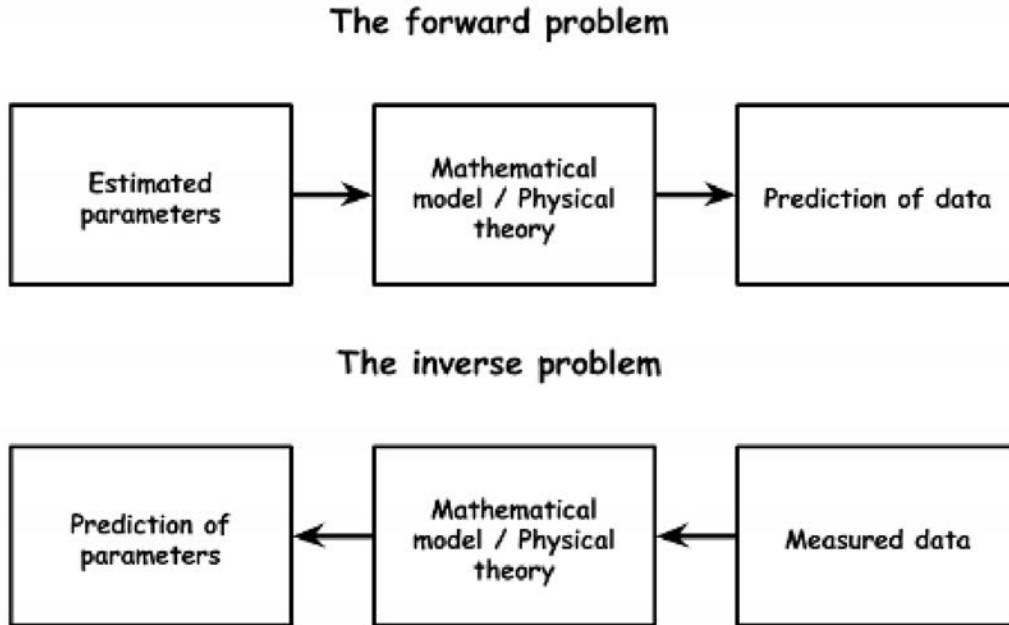 The forward problem
Estimated
parameters
Mathematical
model / Physical
theory
Prediction of data
The inverse problem
Prediction of
parameters
Mathematical
model / Physical
theory
Measured data